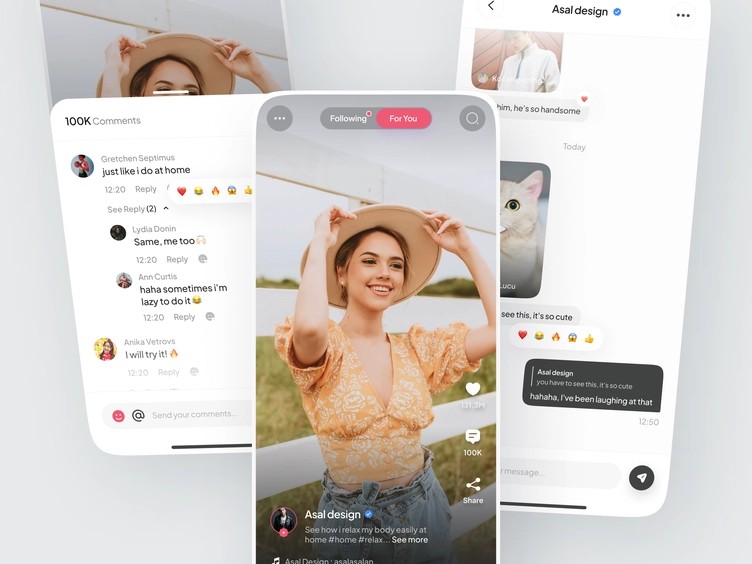 100K Comments
Gretchen Septimus
just like i do at home
12:20 Reply
See Reply (2)
Lydia Donin
Same, me too
12:20 Reply
Ann Curtis
haha sometimes i'm
lazy to do it
12:20 Reply
Anika Vetrovs
I will try it!
12:20 Reply
Send your comments...
Following
For You
100K
Share
Asal design
See how i relax my body easily at
home #home #relax... See more
Asal Design : asalasalan
Asal design
him, he's so handsome
Today
Lucu
see this, it's so cute
Asal design
you have to see this, it's so cute
hahaha, I've been laughing at that
12:50
message...